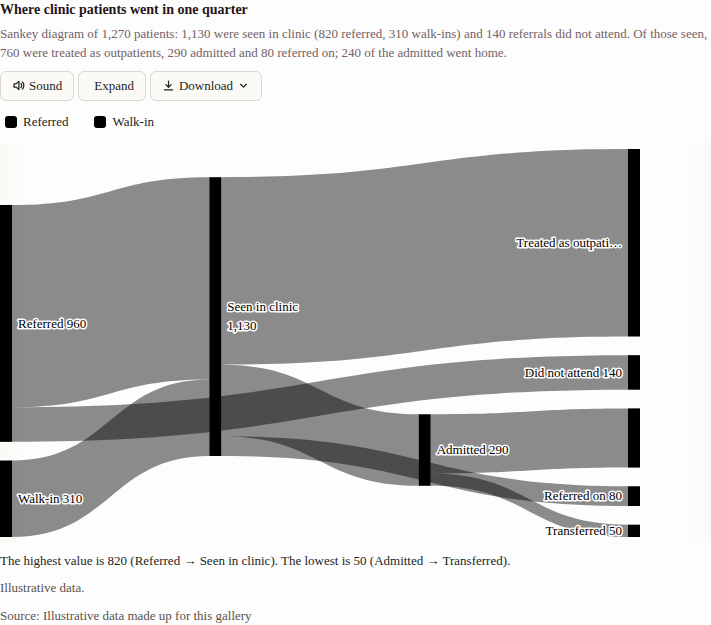 Where clinic patients went in one quarter
Sankey diagram of 1,270 patients: 1,130 were seen in clinic (820 referred, 310 walk-ins) and 140 referrals did not attend. Of those seen,
760 were treated as outpatients, 290 admitted and 80 referred on; 240 of the admitted went home.
Sound Expand Download
Referred Walk-in
Treated as outpati…
Seen in clinic
1,130
Referred 960
Did not attend 140
Admitted 290
Walk-in 310
Referred on 80
Transferred 50
The highest value is 820 (Referred → Seen in clinic). The lowest is 50 (Admitted → Transferred).
Illustrative data.
Source: Illustrative data made up for this gallery